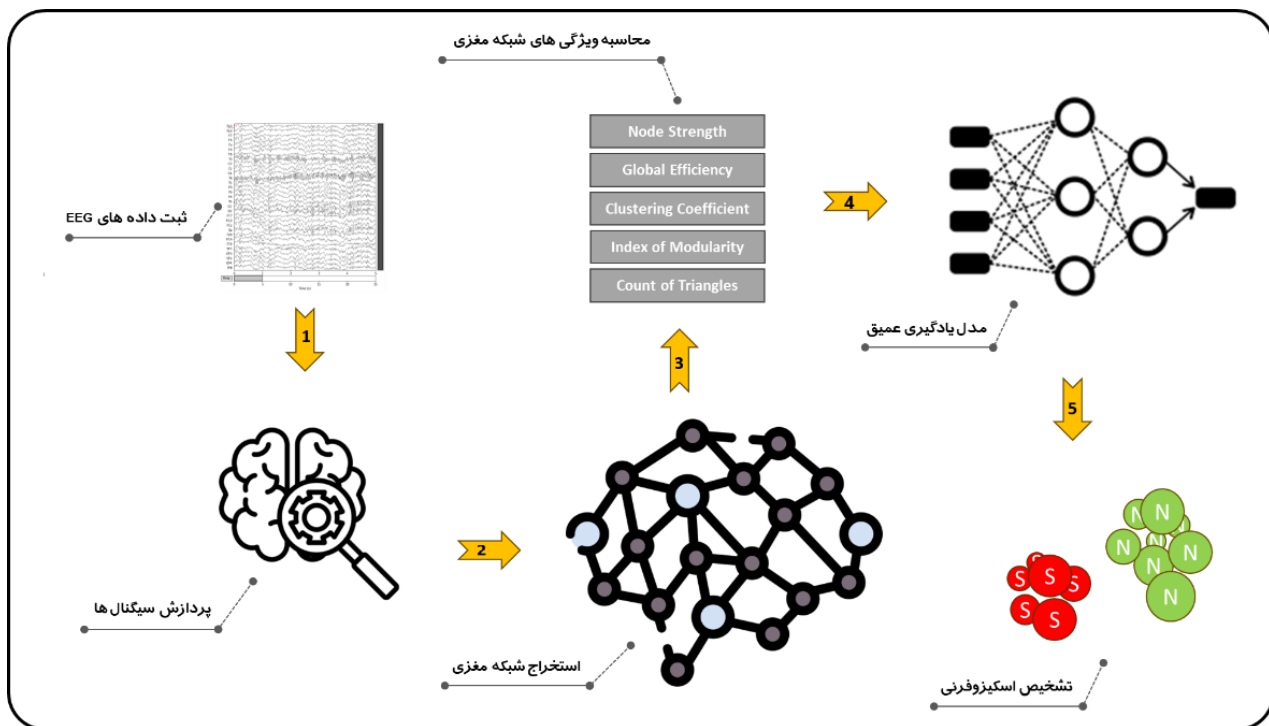 محاسبه ویژگی های شبکه مغزی
Node Strength
Global Efficiency
Clustering Coefficient
Index of Modularity
Count of Triangles
ثبت داده های EEG
1
2
3
4
5
مدل یادگیری عمیق
پردازش سیگنال ها
استخراج شبکه مغزی
تشخیص اسکیزوفرنی
S
S
S
S
S
S
N
N
N
N
N
N
N
N